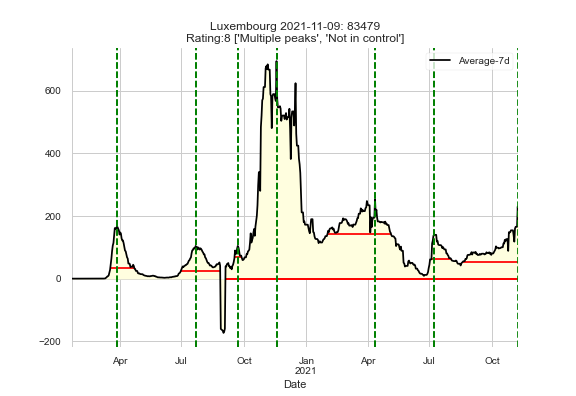 Luxembourg 2021-11-09: 83479
Rating:8 ['Multiple peaks', 'Not in control']
Average-7d
600
400
200
0
−200
Apr
Jul
Oct
Jan
2021
Apr
Jul
Oct
Date